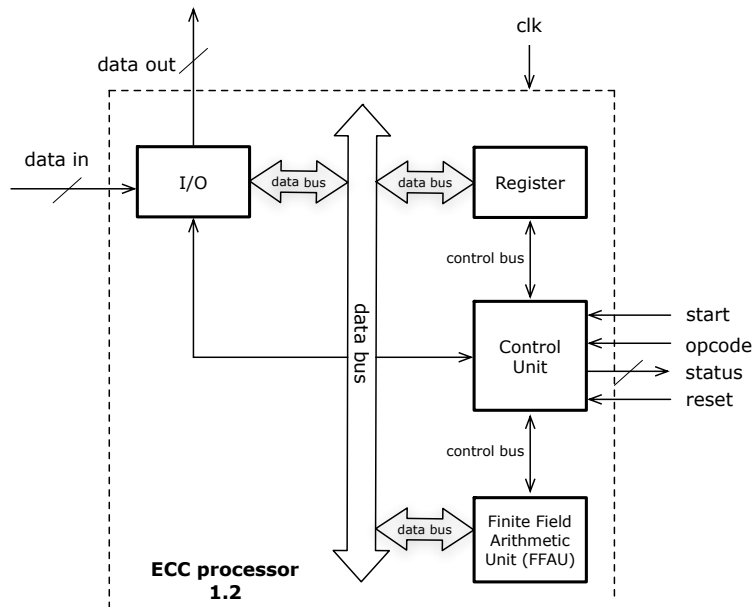 clk
data out
data in
I/O
data bus
data bus
Register
control bus
data bus
Control
Unit
start
opcode
status
reset
control bus
data bus
Finite Field
Arithmetic
Unit (FFAU)
ECC processor
1.2